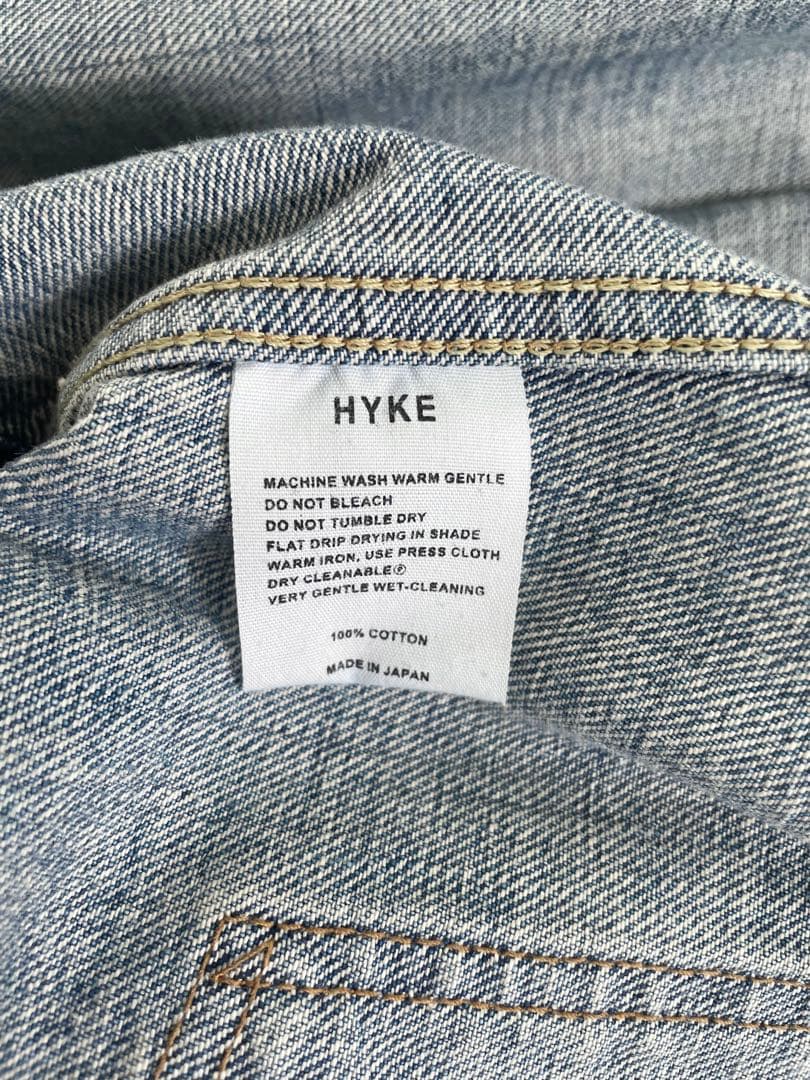 HYKE
MACHINE WASH WARM GENTLE
DO NOT BLEACH
DO NOT TUMBLE DRY
FLAT DRIP DRYING IN SHADE
WARM IRON, USE PRESS CLOTH
DRY CLEANABLEⓅ
VERY GENTLE WET-CLEANING
100% COTTON
MADE IN JAPAN